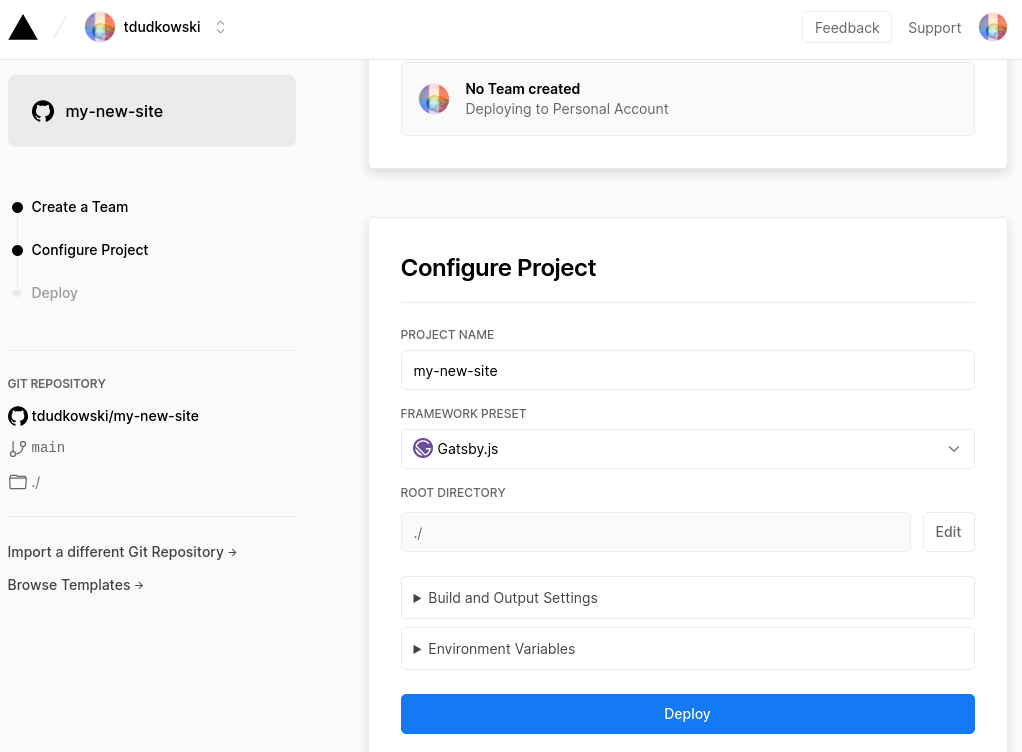 tdudkowski
Feedback
Support
my-new-site
Create a Team
Configure Project
Deploy
GIT REPOSITORY
tdudkowski/my-new-site
main
./
Import a different Git Repository →
Browse Templates →
No Team created
Deploying to Personal Account
Configure Project
PROJECT NAME
my-new-site
FRAMEWORK PRESET
Gatsby.js
ROOT DIRECTORY
./
Edit
Build and Output Settings
Environment Variables
Deploy